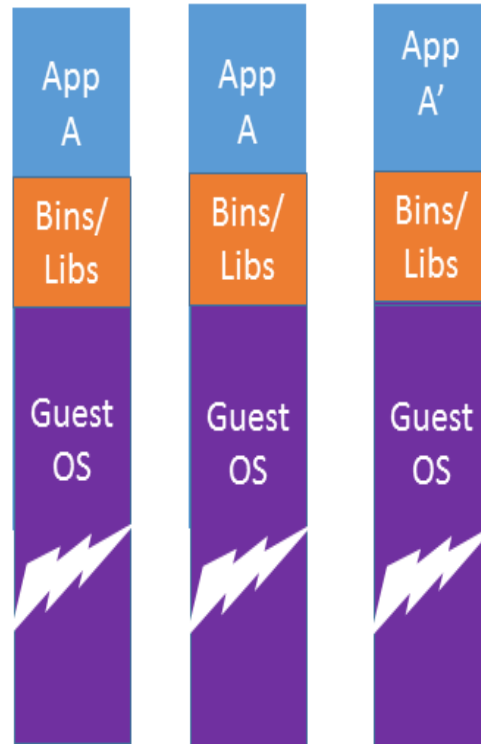 App
A
Bins/
Libs
Guest
OS
App
A
Bins/
Libs
Guest
OS
App
A’
Bins/
Libs
Guest
OS